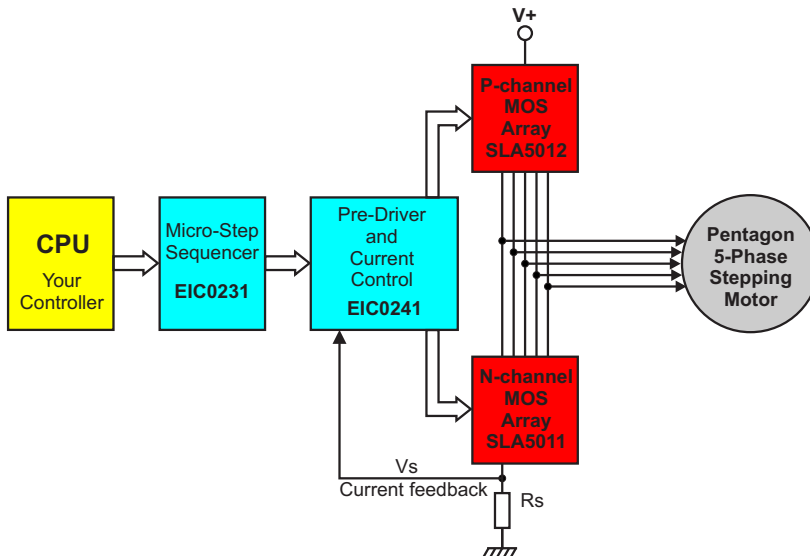 V+
P-channel
MOS
Array
SLA5012
CPU
Your
Controller
Micro-Step
Sequencer
EIC0231
Pre-Driver
and
Current
Control
EIC0241
Pentagon
5-Phase
Stepping
Motor
N-channel
MOS
Array
SLA5011
Vs
Current feedback
Rs